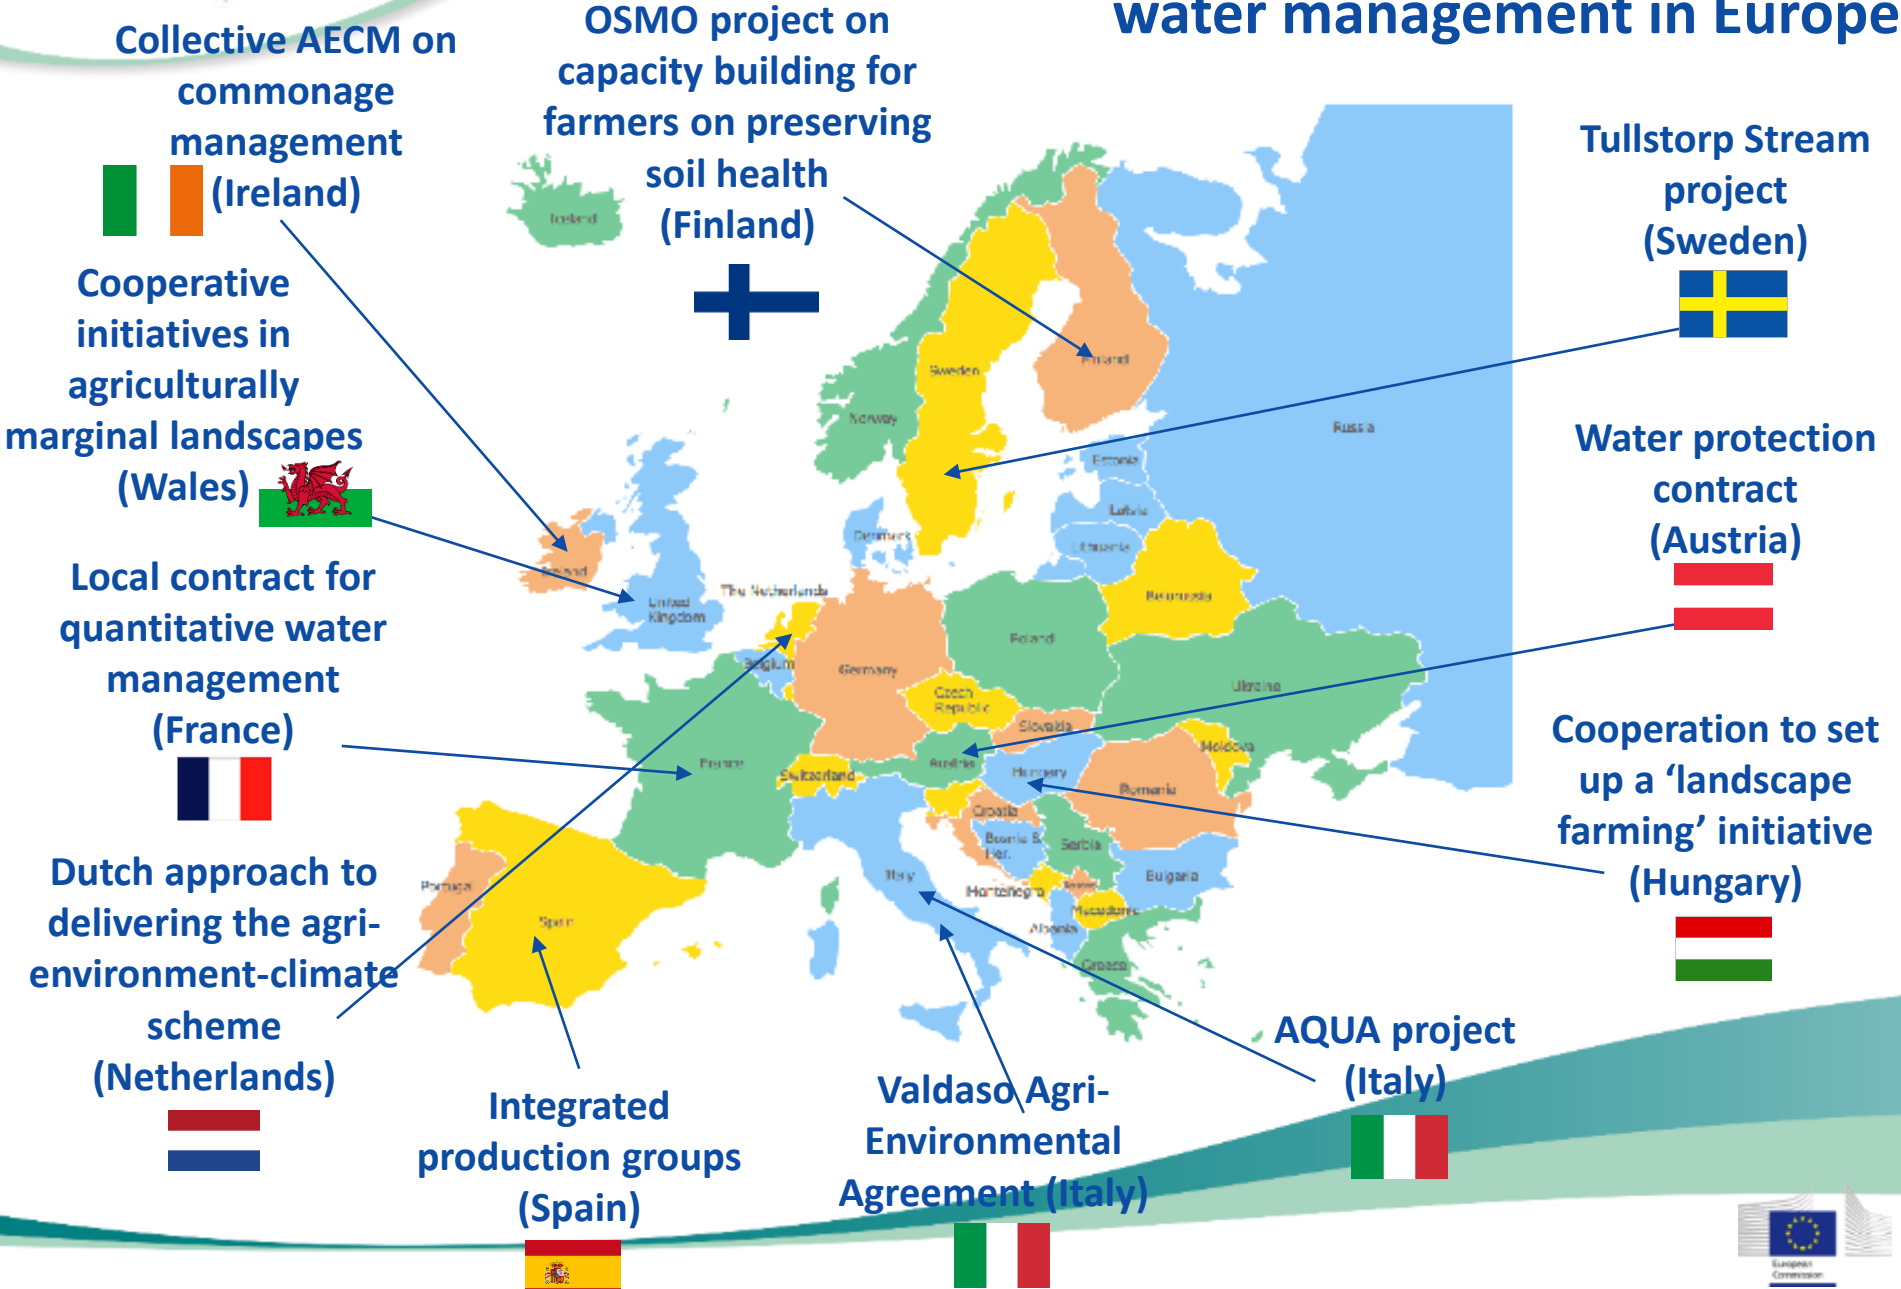 water management in Europe
Collective AECM on
commonage
management
(Ireland)
OSMO project on
capacity building for
farmers on preserving
soil health
(Finland)
Tullstorp Stream
project
(Sweden)
Cooperative
initiatives in
agriculturally
marginal landscapes
(Wales)
Water protection
contract
(Austria)
Local contract for
quantitative water
management
(France)
Cooperation to set
up a ‘landscape
farming’ initiative
(Hungary)
Dutch approach to
delivering the agri-
environment-climate
scheme
(Netherlands)
Integrated
production groups
(Spain)
Valdaso Agri-
Environmental
Agreement (Italy)
AQUA project
(Italy)
Iceland
Norway
Sweden
Finland
Russia
Estonia
Latvia
Lithuania
Denmark
Ireland
United
Kingdom
The Netherlands
Belgium
Germany
Poland
Belorussia
Ukraine
Czech
Republic
Slovakia
Moldova
France
Switzerland
Austria
Hungary
Romania
Croatia
Bosnia &
Her.
Serbia
Italy
Montenegro
Bulgaria
Macedonia
Albania
Greece
Portugal
Spain
European
Commission